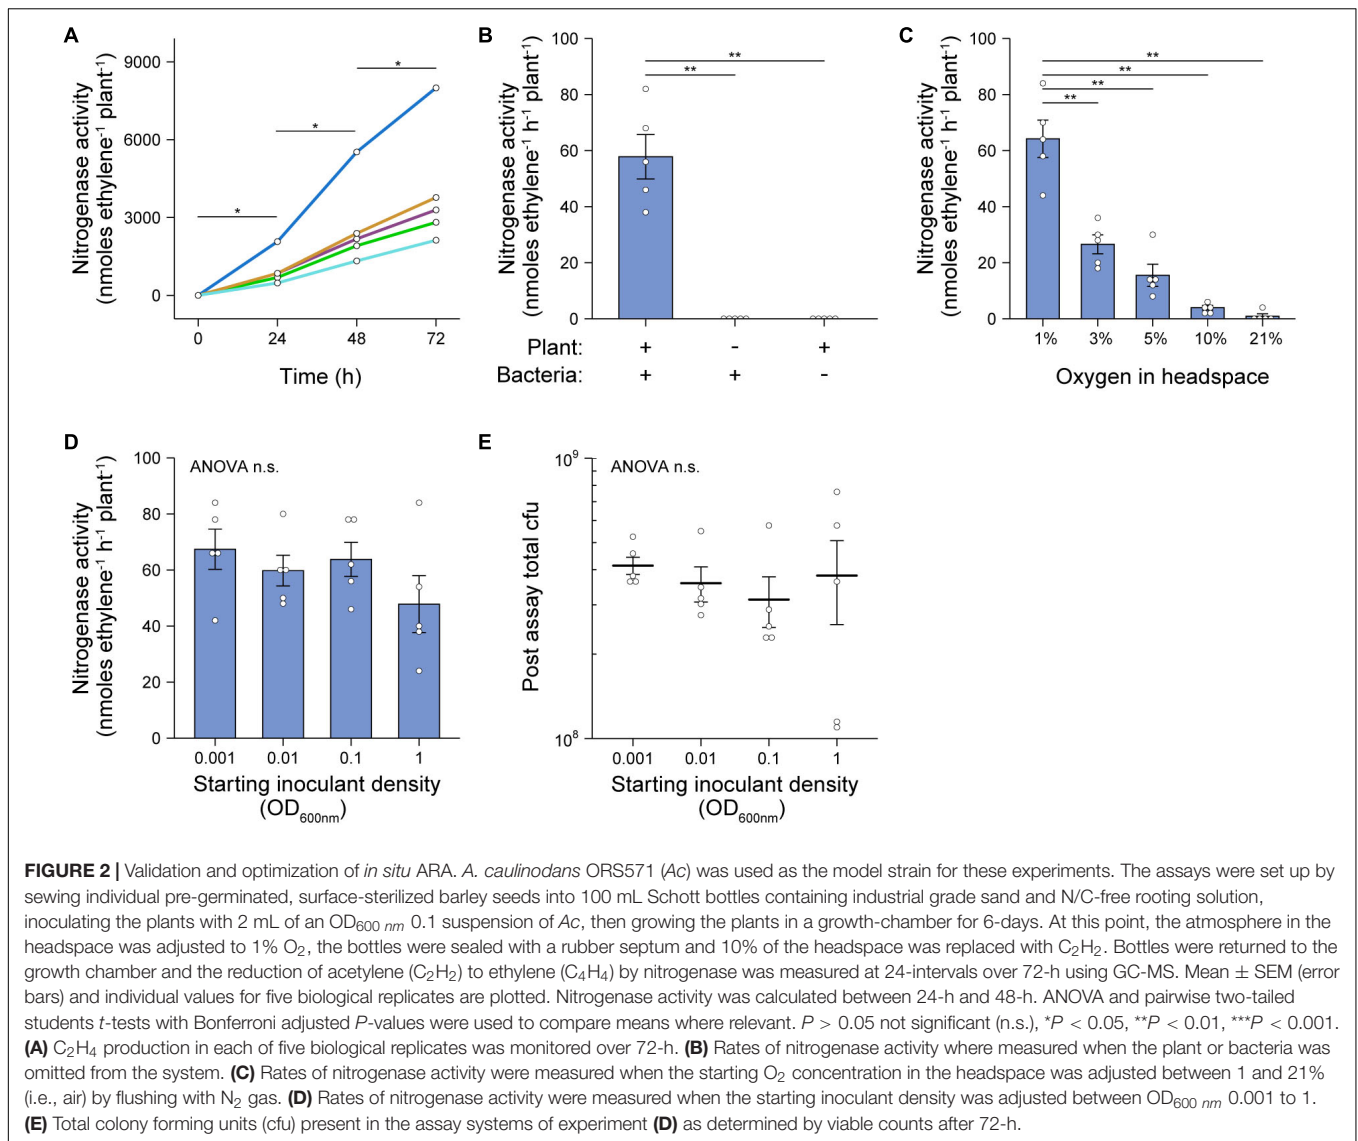 A
Nitrogenase activity
(nmoles ethylene⁻¹ h⁻¹ plant⁻¹)
9000
6000
3000
0
*
*
*
0 24 48 72
Time (h)
B
Nitrogenase activity
(nmoles ethylene⁻¹ h⁻¹ plant⁻¹)
100
80
60
40
20
0
**
**
Plant: + - +
Bacteria: + + -
C
Nitrogenase activity
(nmoles ethylene⁻¹ h⁻¹ plant⁻¹)
100
80
60
40
20
0
**
**
**
**
1% 3% 5% 10% 21%
Oxygen in headspace
D
Nitrogenase activity
(nmoles ethylene⁻¹ h⁻¹ plant⁻¹)
100
80
60
40
20
0
ANOVA n.s.
0.001 0.01 0.1 1
Starting inoculant density
(OD₆₀₀ₙₘ)
E
Post assay total cfu
10⁹
10⁸
ANOVA n.s.
0.001 0.01 0.1 1
Starting inoculant density
(OD₆₀₀ₙₘ)
FIGURE 2 | Validation and optimization of in situ ARA. A. caulinodans ORS571 (Ac) was used as the model strain for these experiments. The assays were set up by
sewing individual pre-germinated, surface-sterilized barley seeds into 100 mL Schott bottles containing industrial grade sand and N/C-free rooting solution,
inoculating the plants with 2 mL of an OD₆₀₀ ₙₘ 0.1 suspension of Ac, then growing the plants in a growth-chamber for 6-days. At this point, the atmosphere in the
headspace was adjusted to 1% O₂, the bottles were sealed with a rubber septum and 10% of the headspace was replaced with C₂H₂. Bottles were returned to the
growth chamber and the reduction of acetylene (C₂H₂) to ethylene (C₄H₄) by nitrogenase was measured at 24-intervals over 72-h using GC-MS. Mean ± SEM (error
bars) and individual values for five biological replicates are plotted. Nitrogenase activity was calculated between 24-h and 48-h. ANOVA and pairwise two-tailed
students t-tests with Bonferroni adjusted P-values were used to compare means where relevant. P > 0.05 not significant (n.s.), *P < 0.05, **P < 0.01, ***P < 0.001.
(A) C₂H₄ production in each of five biological replicates was monitored over 72-h. (B) Rates of nitrogenase activity where measured when the plant or bacteria was
omitted from the system. (C) Rates of nitrogenase activity were measured when the starting O₂ concentration in the headspace was adjusted between 1 and 21%
(i.e., air) by flushing with N₂ gas. (D) Rates of nitrogenase activity were measured when the starting inoculant density was adjusted between OD₆₀₀ ₙₘ 0.001 to 1.
(E) Total colony forming units (cfu) present in the assay systems of experiment (D) as determined by viable counts after 72-h.